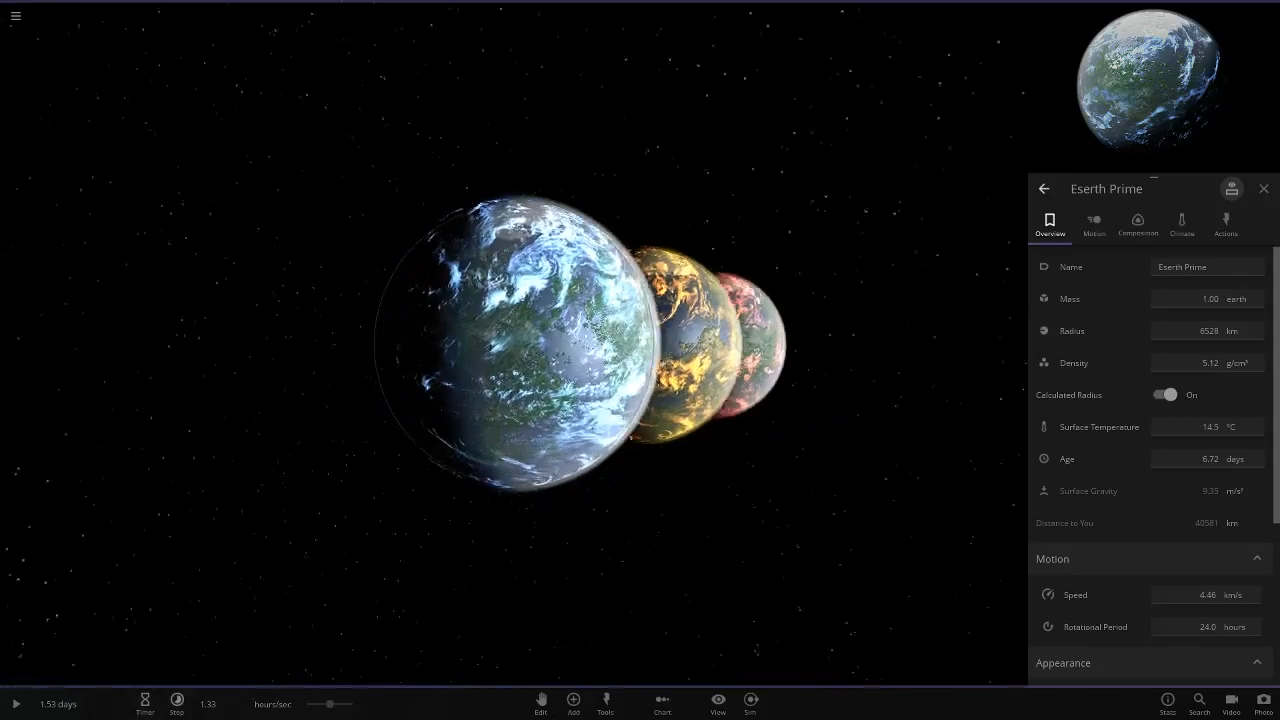 Eserth Prime
Overview Motion Composition Climate Actions
Name Eserth Prime
Mass 1.00 earth
Radius 6528 km
Density 5.12 g/cm³
Calculated Radius On
Surface Temperature 14.5 °C
Age 6.72 days
Surface Gravity 9.35 m/s²
Distance to You 40581 km
Motion
Speed 4.46 km/s
Rotational Period 24.0 hours
Appearance
1.53 days Timer Step 1.33 hours/sec Edit Add Tools Chart View Sim Stats Search Video Photo